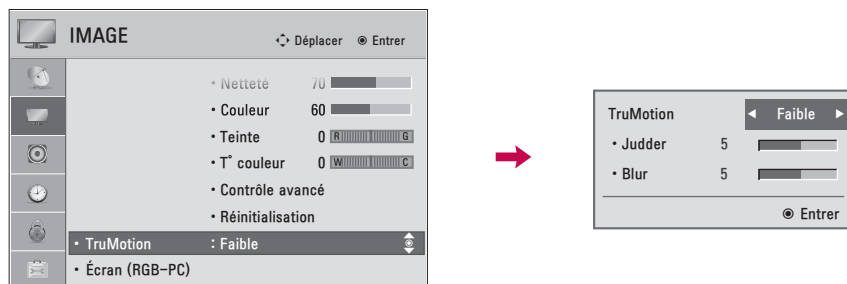 IMAGE
Déplacer
Entrer
• Netteté 70
• Couleur 60
• Teinte 0 R G
• T˚ couleur 0 W C
• Contrôle avancé
• Réinitialisation
• TruMotion : Faible
• Écran (RGB-PC)
TruMotion ◄ Faible ►
• Judder 5
• Blur 5
Entrer